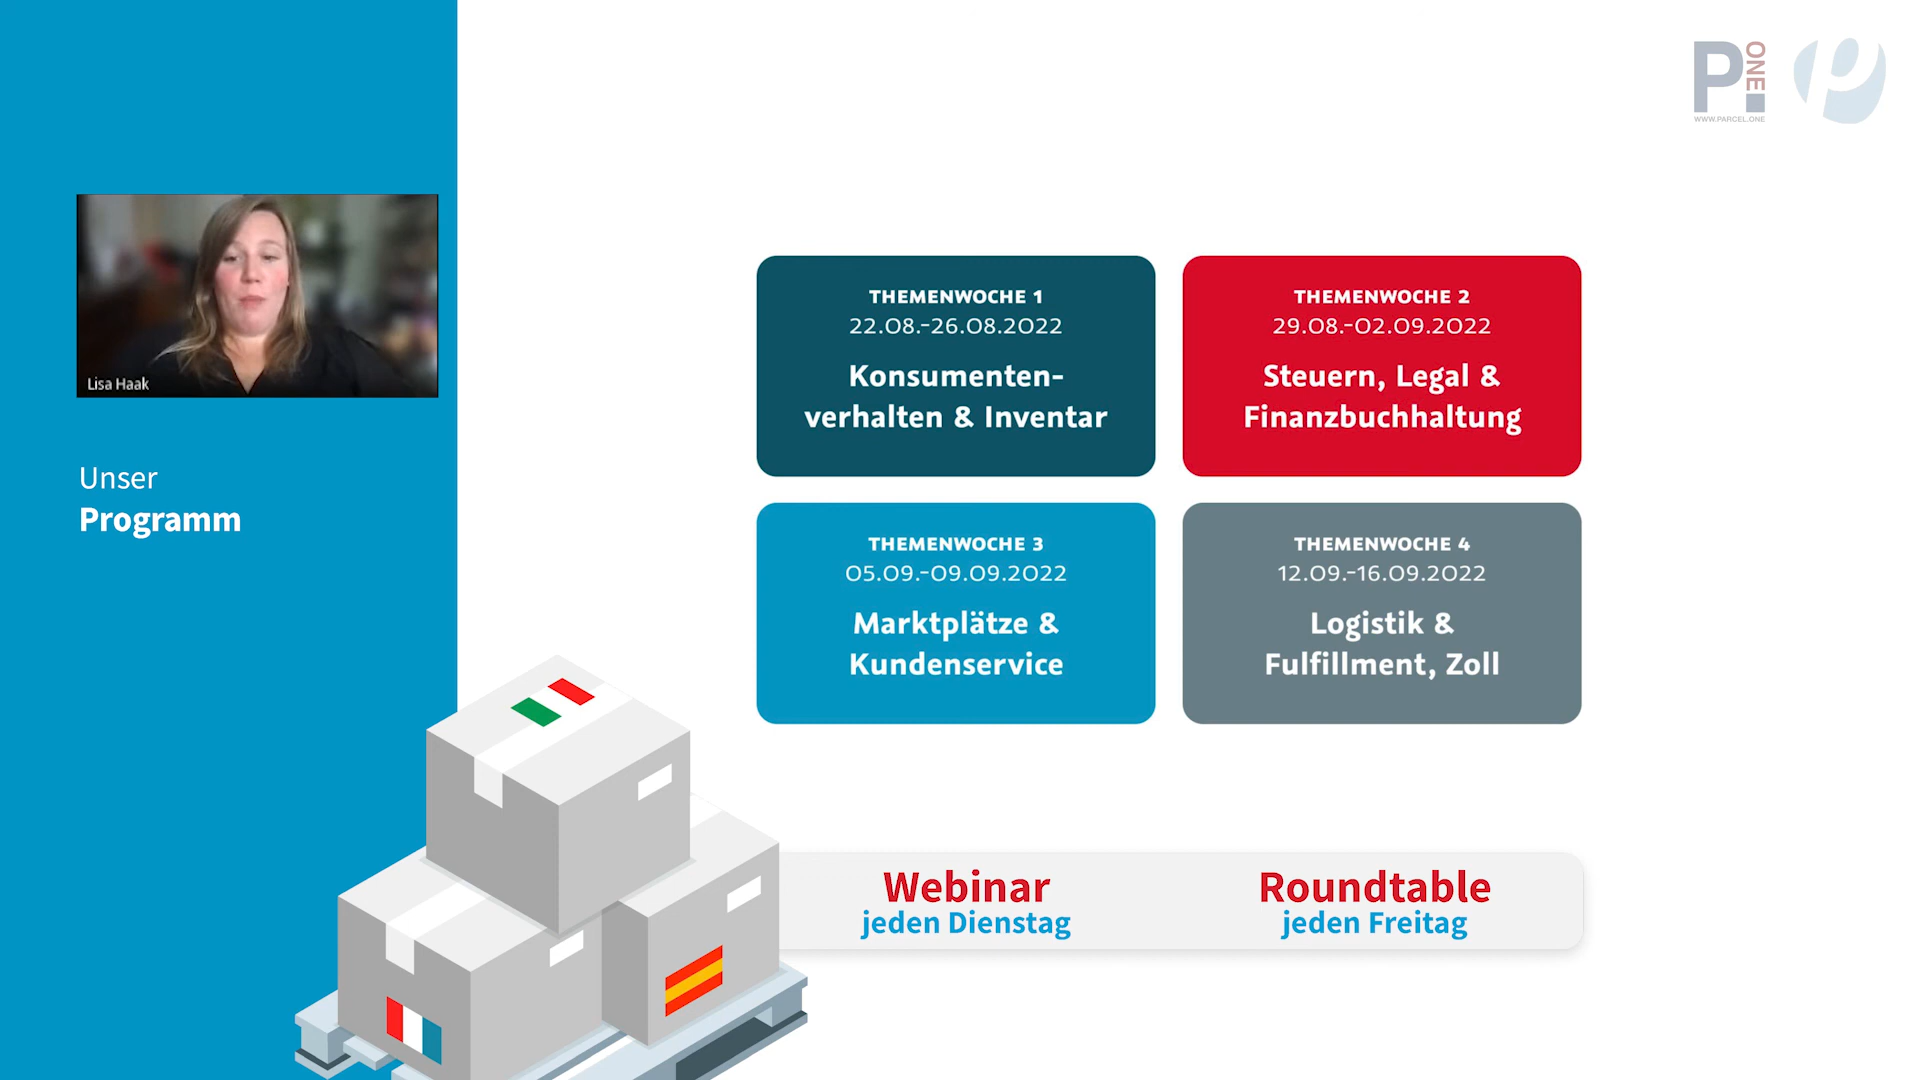 P.ONE
WWW.PARCEL.ONE
Lisa Haak
Unser
Programm
THEMENWOCHE 1
22.08.-26.08.2022
Konsumenten-
verhalten & Inventar
THEMENWOCHE 2
29.08.-02.09.2022
Steuern, Legal &
Finanzbuchhaltung
THEMENWOCHE 3
05.09.-09.09.2022
Marktplätze &
Kundenservice
THEMENWOCHE 4
12.09.-16.09.2022
Logistik &
Fulfillment, Zoll
Webinar
jeden Dienstag
Roundtable
jeden Freitag